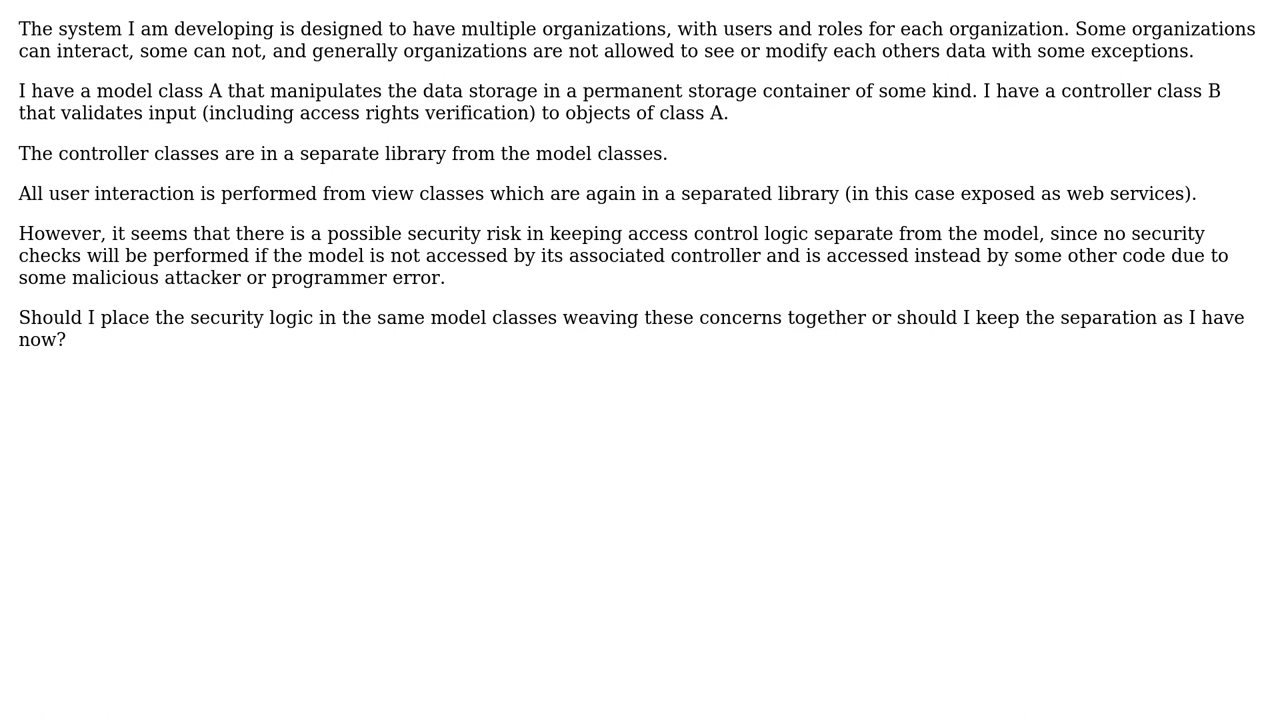 The system I am developing is designed to have multiple organizations, with users and roles for each organization. Some organizations
can interact, some can not, and generally organizations are not allowed to see or modify each others data with some exceptions.
I have a model class A that manipulates the data storage in a permanent storage container of some kind. I have a controller class B
that validates input (including access rights verification) to objects of class A.
The controller classes are in a separate library from the model classes.
All user interaction is performed from view classes which are again in a separated library (in this case exposed as web services).
However, it seems that there is a possible security risk in keeping access control logic separate from the model, since no security
checks will be performed if the model is not accessed by its associated controller and is accessed instead by some other code due to
some malicious attacker or programmer error.
Should I place the security logic in the same model classes weaving these concerns together or should I keep the separation as I have
now?